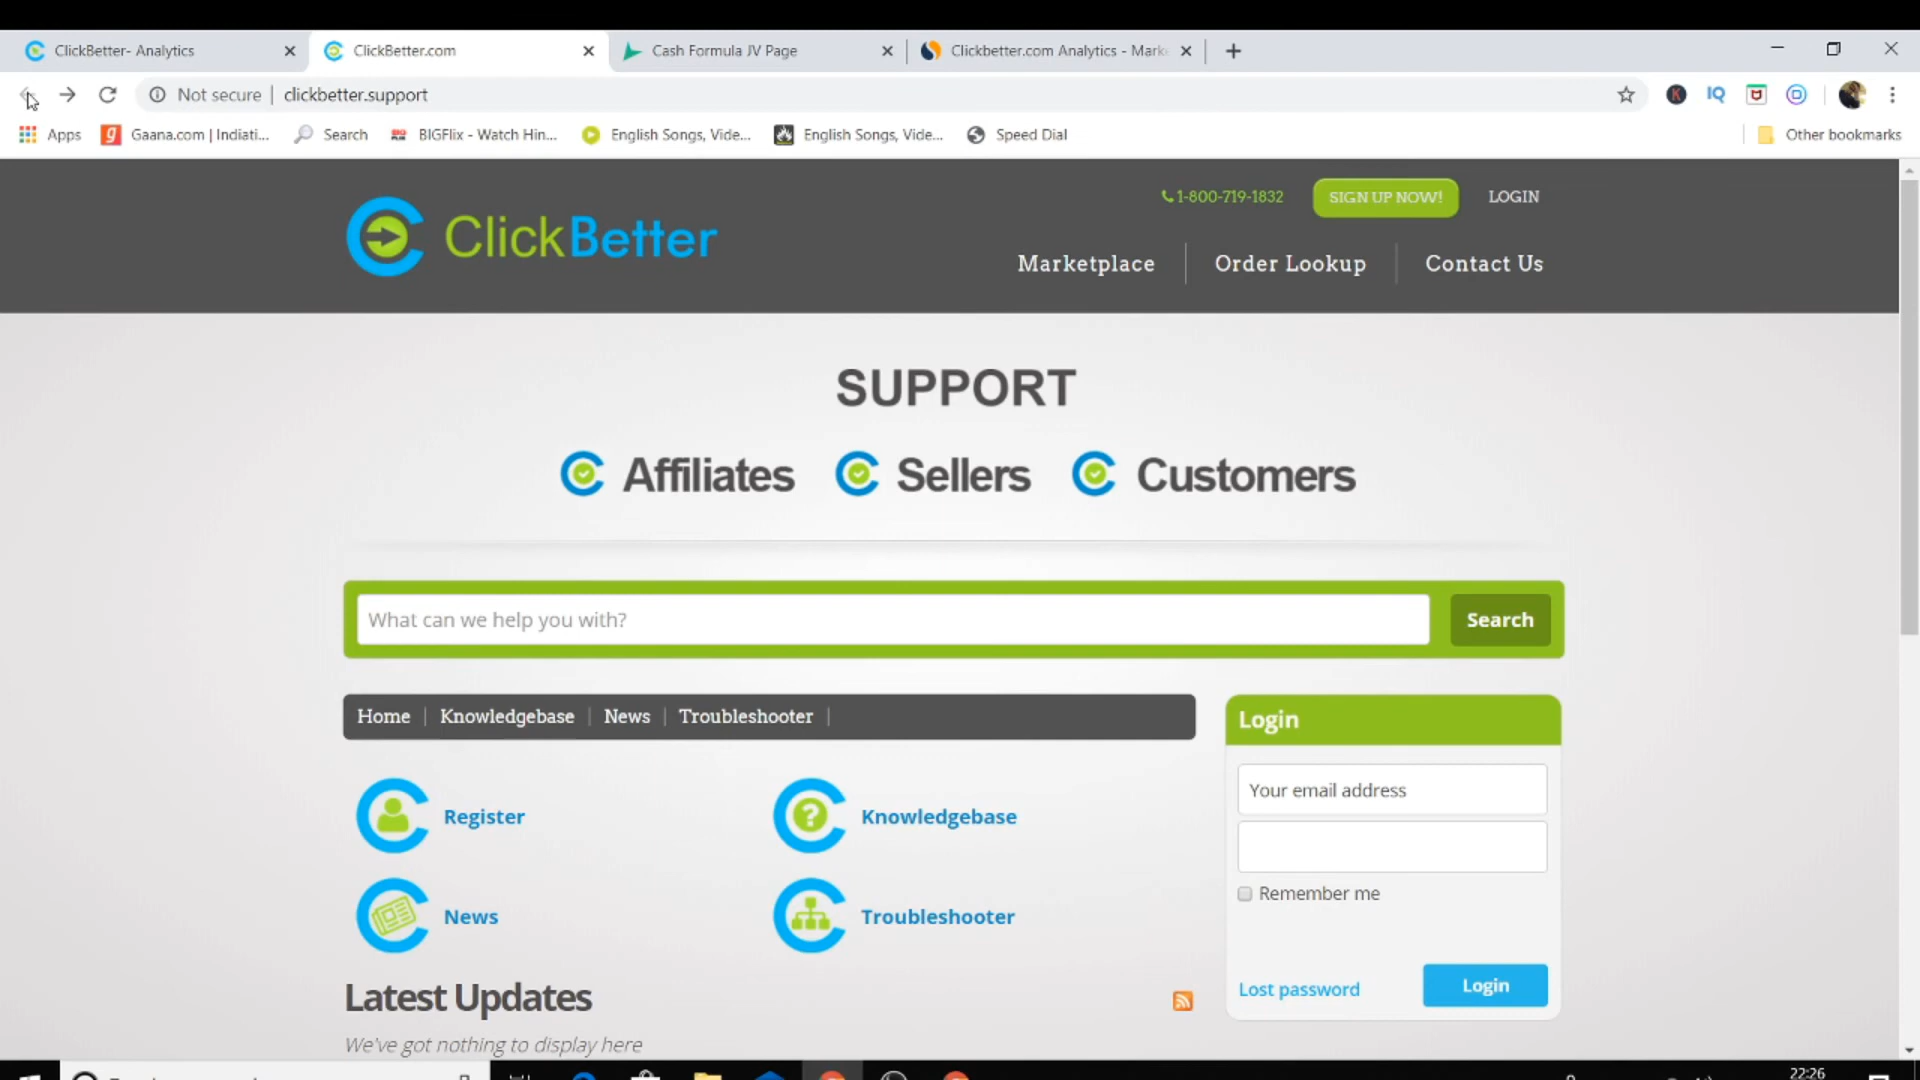 ClickBetter- Analytics
ClickBetter.com
Cash Formula JV Page
Clickbetter.com Analytics - Marke
Not secure
clickbetter.support
Apps
Gaana.com | Indiati...
Search
BIGFlix - Watch Hin...
English Songs, Vide...
English Songs, Vide...
Speed Dial
Other bookmarks
1-800-719-1832
SIGN UP NOW!
LOGIN
ClickBetter
Marketplace
Order Lookup
Contact Us
SUPPORT
Affiliates
Sellers
Customers
What can we help you with?
Search
Home
Knowledgebase
News
Troubleshooter
Login
Your email address
Register
Knowledgebase
Remember me
News
Troubleshooter
Lost password
Login
Latest Updates
We've got nothing to display here
22:26